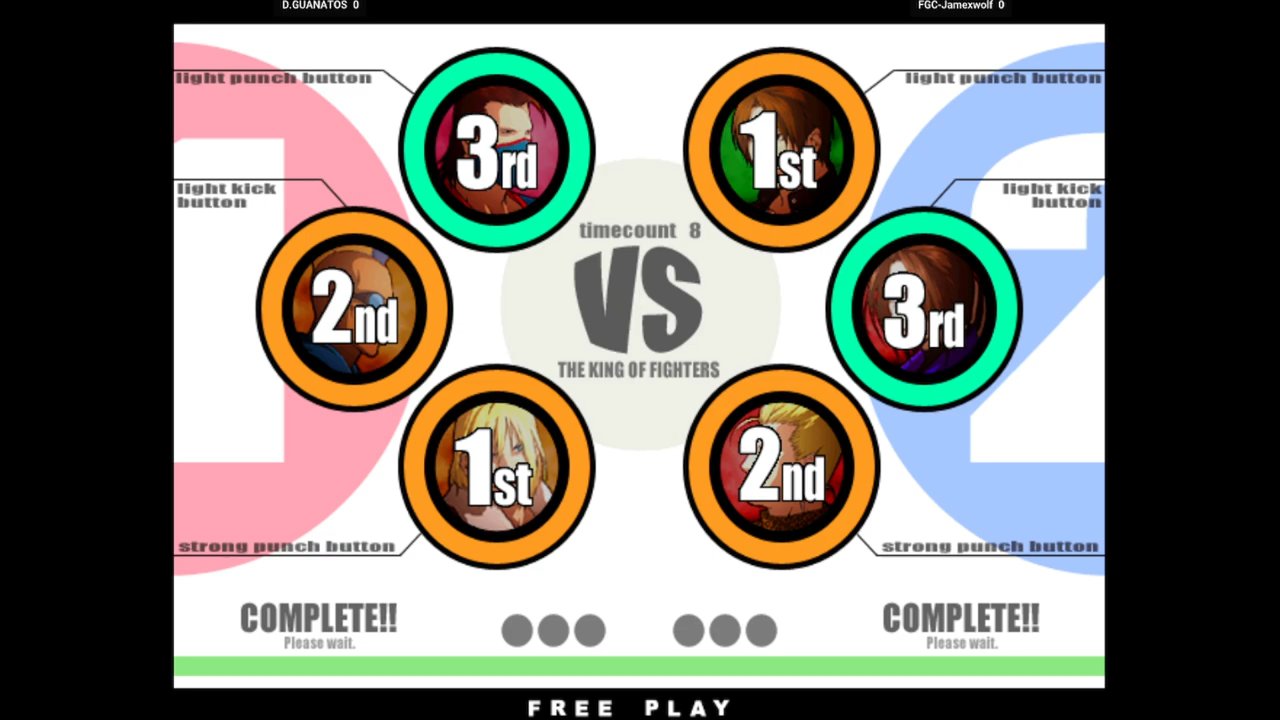 D.GUANATOS 0
FGC-Jamexwolf 0
light punch button
light punch button
3rd
1st
light kick
button
light kick
button
timecount 8
VS
THE KING OF FIGHTERS
2nd
3rd
1st
2nd
strong punch button
strong punch button
COMPLETE!!
Please wait.
COMPLETE!!
Please wait.
FREE PLAY
1
2